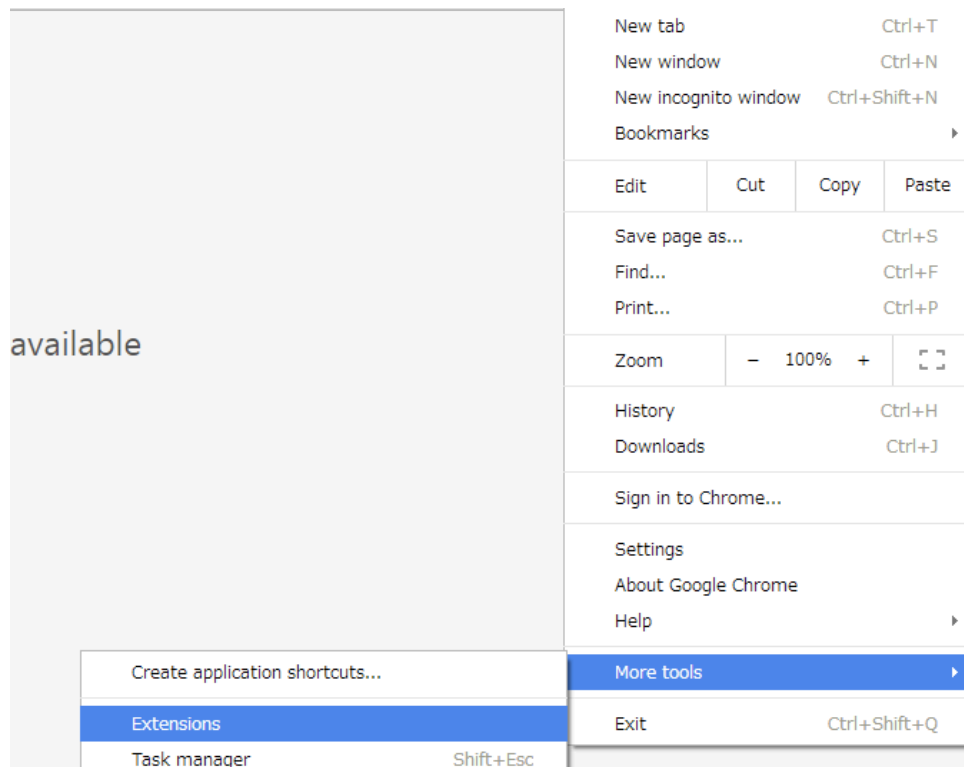 New tab Ctrl+T
New window Ctrl+N
New incognito window Ctrl+Shift+N
Bookmarks
Edit Cut Copy Paste
Save page as... Ctrl+S
Find... Ctrl+F
Print... Ctrl+P
available
Zoom − 100% +
History Ctrl+H
Downloads Ctrl+J
Sign in to Chrome...
Settings
About Google Chrome
Help
More tools
Exit Ctrl+Shift+Q
Create application shortcuts...
Extensions
Task manager Shift+Esc